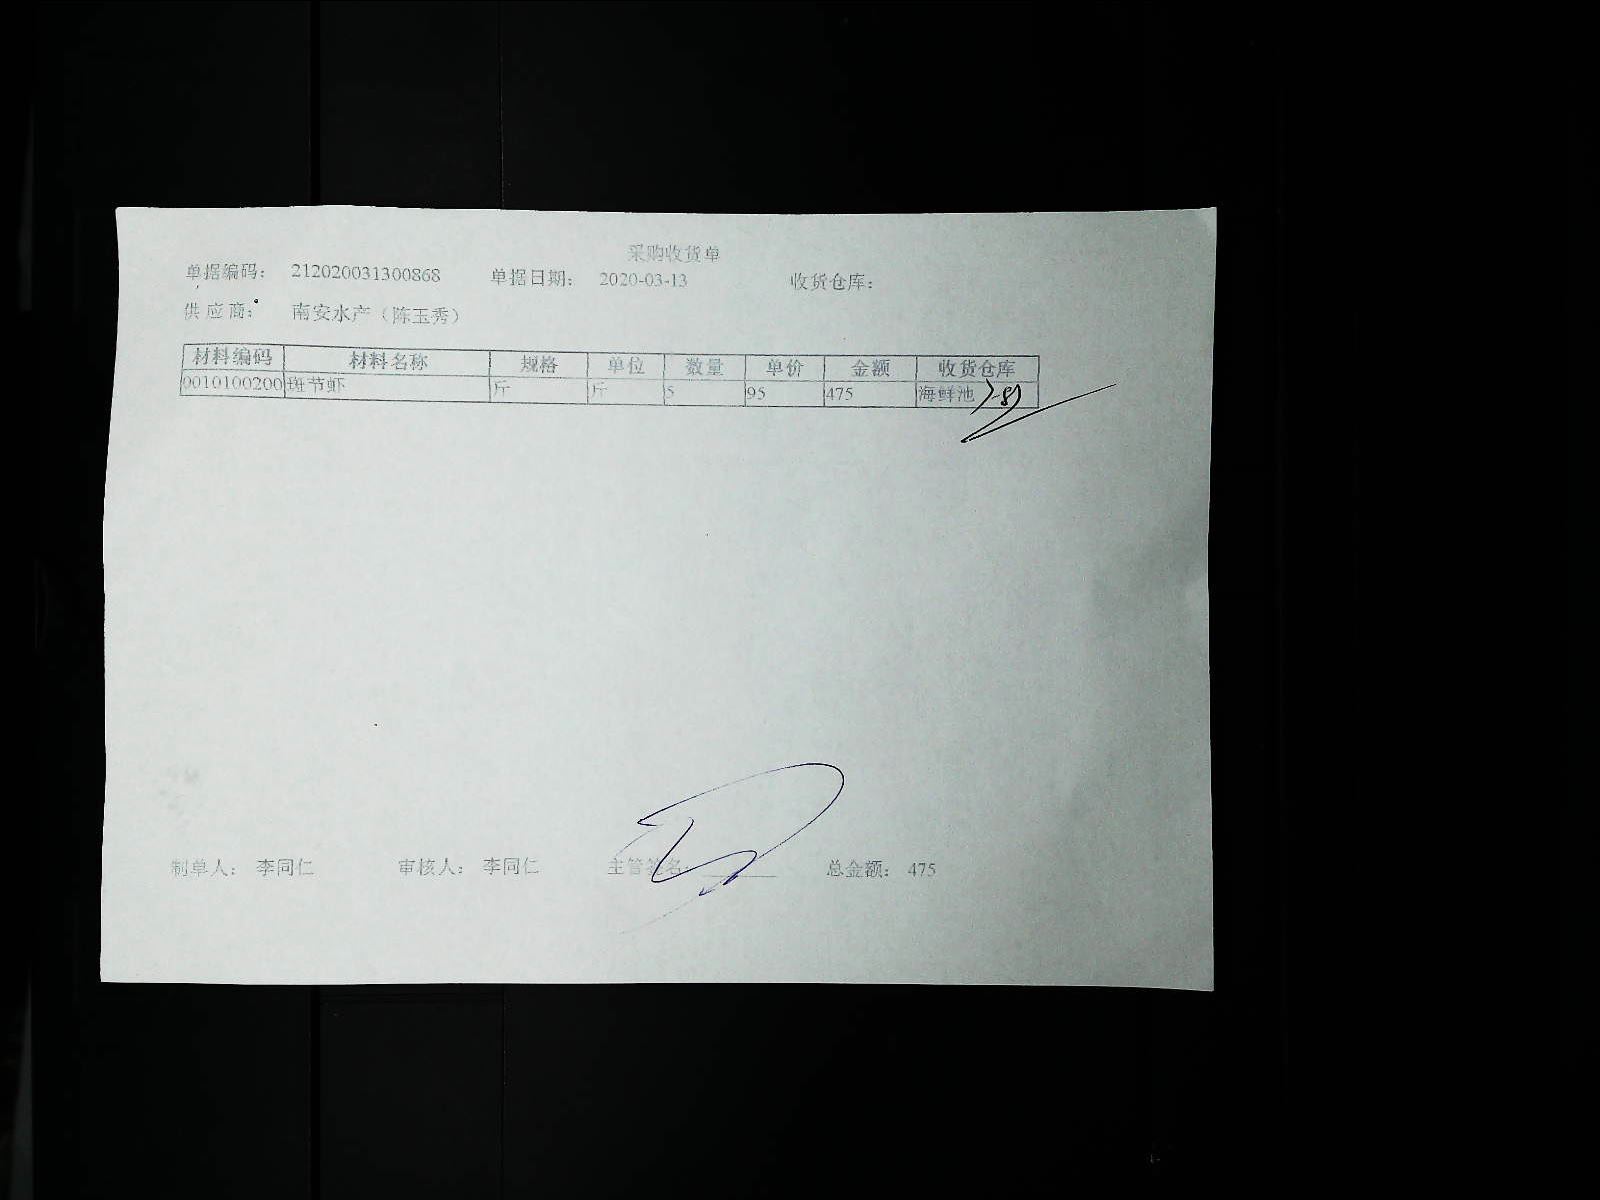 采购收货单
单据编码： 212020031300868 单据日期： 2020-03-13 收货仓库：
供应商： 南安水产（陈玉秀）
材料编码 材料名称 规格 单位 数量 单价 金额 收货仓库
0010100200 斑节虾 斤 斤 5 95 475 海鲜池
制单人： 李同仁 审核人： 李同仁 主管签名： 总金额： 475